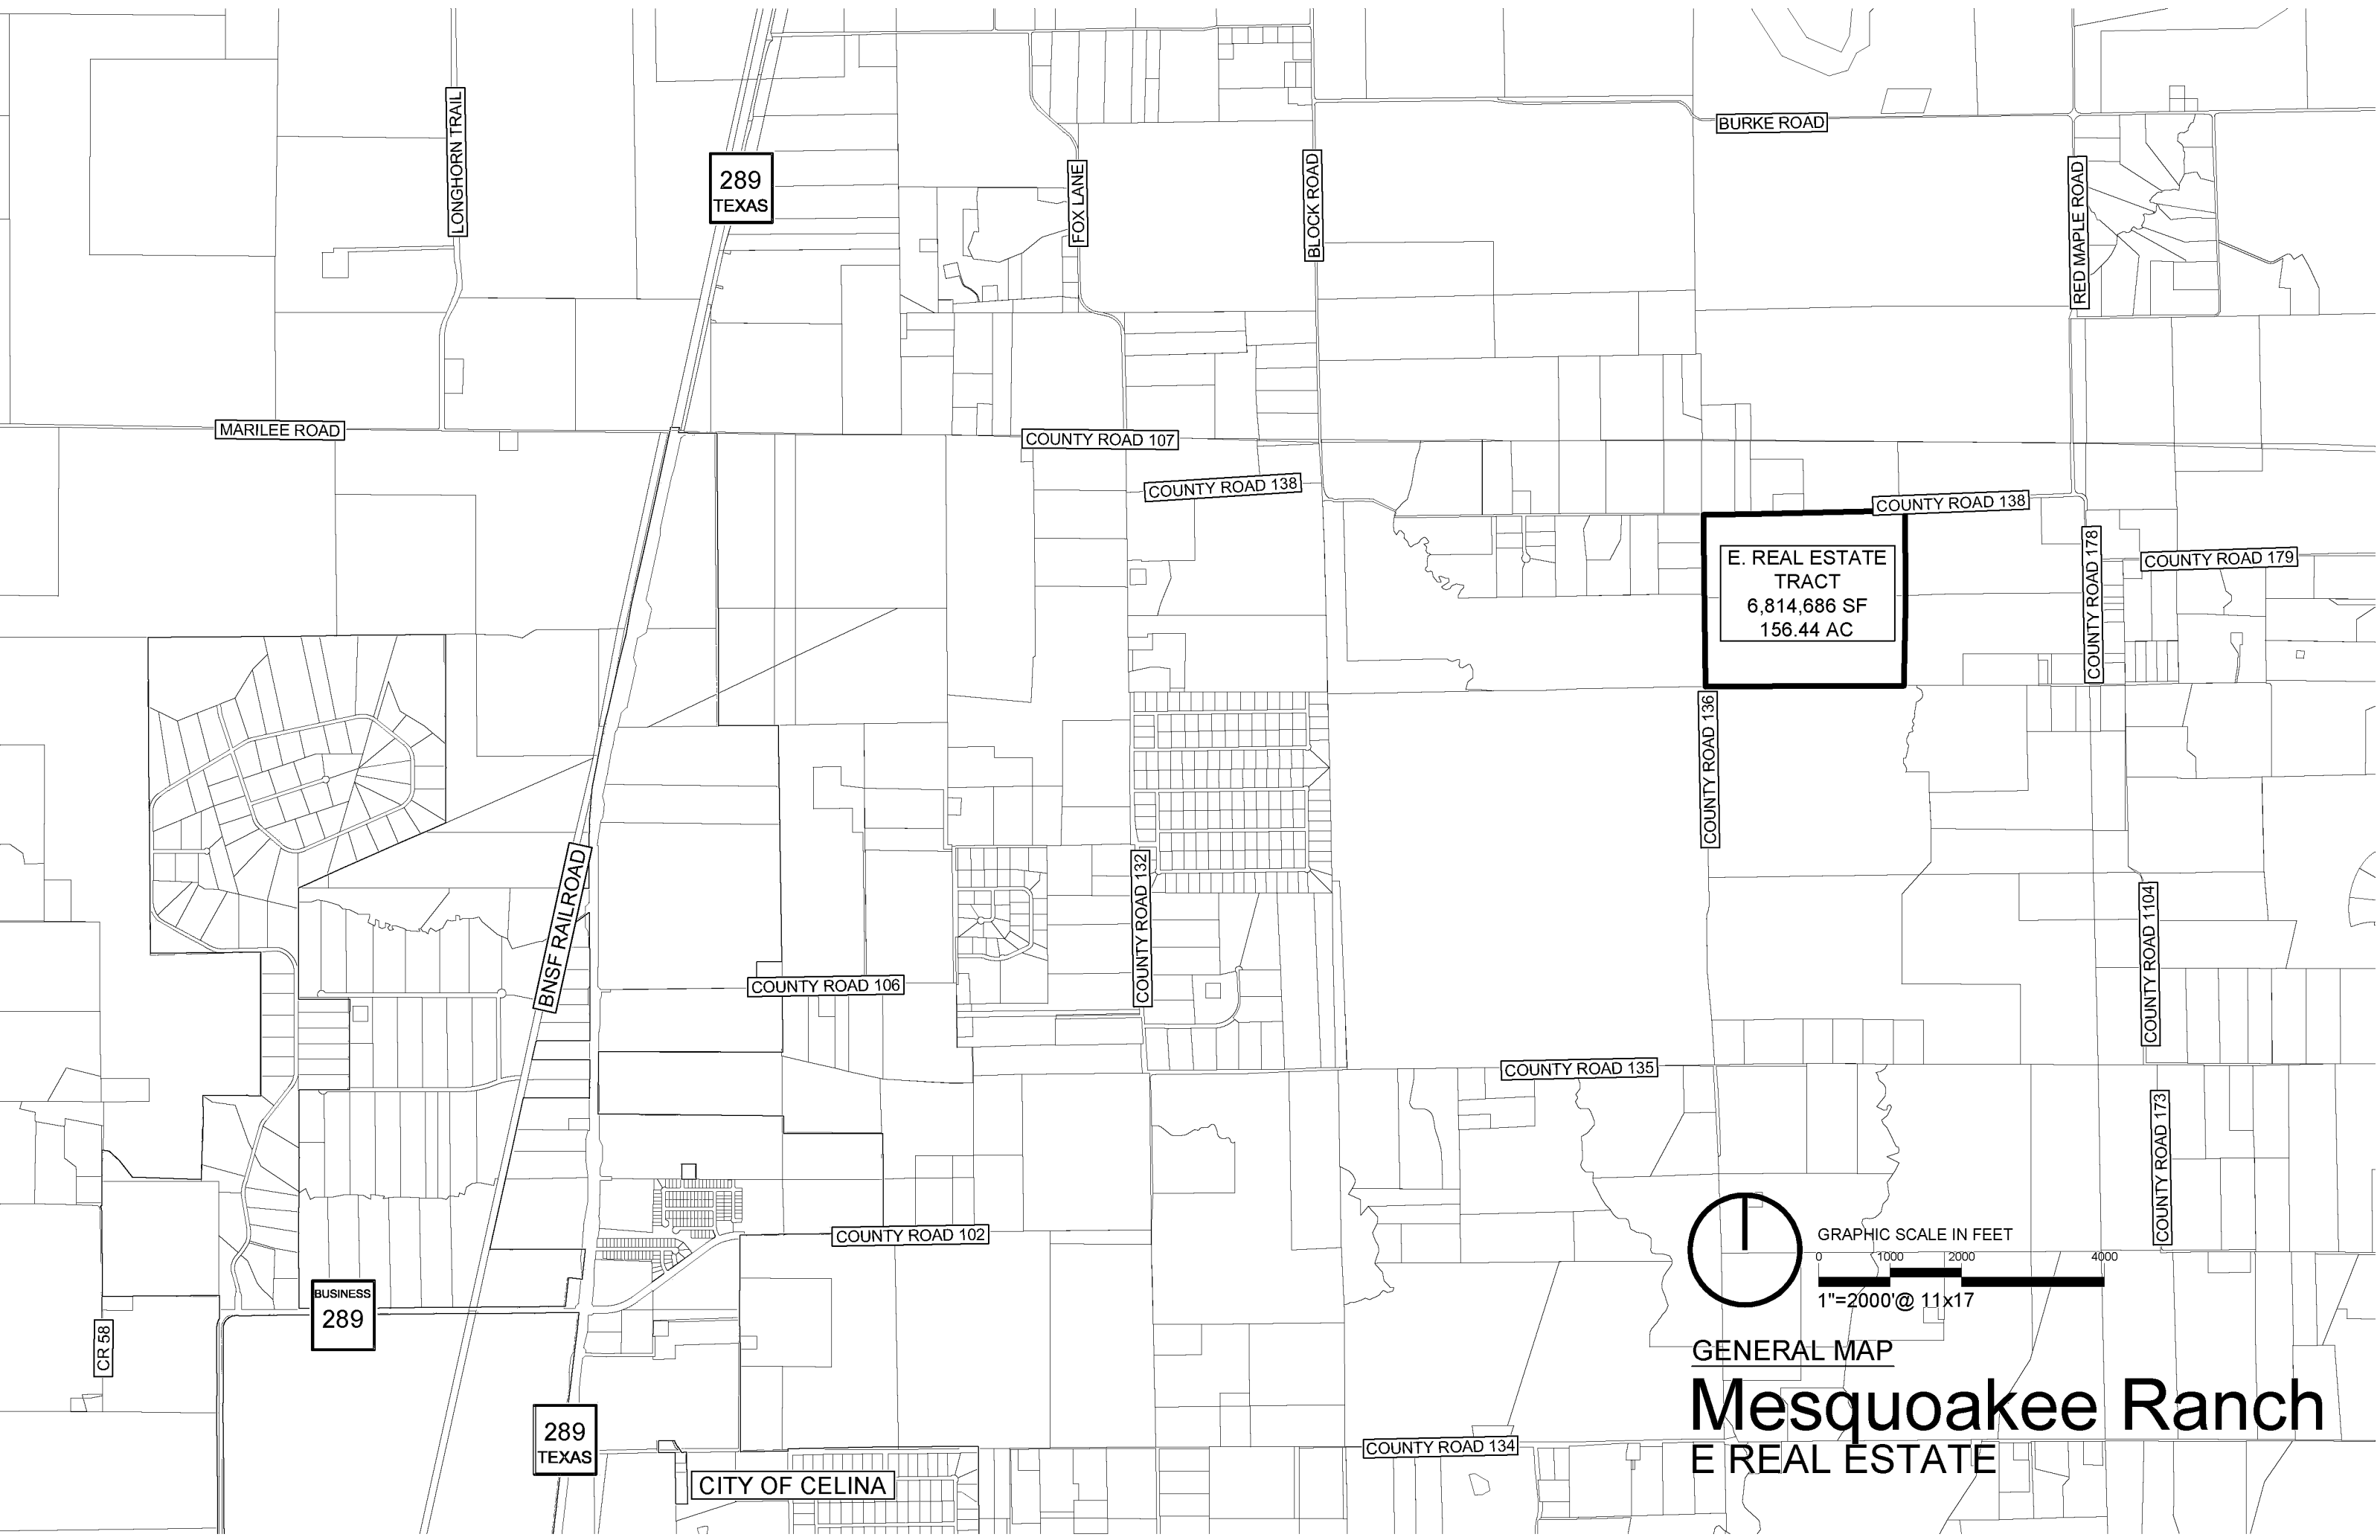 BURKE ROAD
LONGHORN TRAIL
289
TEXAS
FOX LANE
BLOCK ROAD
RED MAPLE ROAD
MARILEE ROAD
COUNTY ROAD 107
COUNTY ROAD 138
COUNTY ROAD 138
E. REAL ESTATE
TRACT
6,814,686 SF
156.44 AC
COUNTY ROAD 178
COUNTY ROAD 179
COUNTY ROAD 136
BNSF RAILROAD
COUNTY ROAD 132
COUNTY ROAD 1104
COUNTY ROAD 106
COUNTY ROAD 135
COUNTY ROAD 173
COUNTY ROAD 102
GRAPHIC SCALE IN FEET
0 1000 2000 4000
1"=2000'@ 11x17
BUSINESS
289
CR 58
GENERAL MAP
Mesquoakee Ranch
E REAL ESTATE
289
TEXAS
COUNTY ROAD 134
CITY OF CELINA